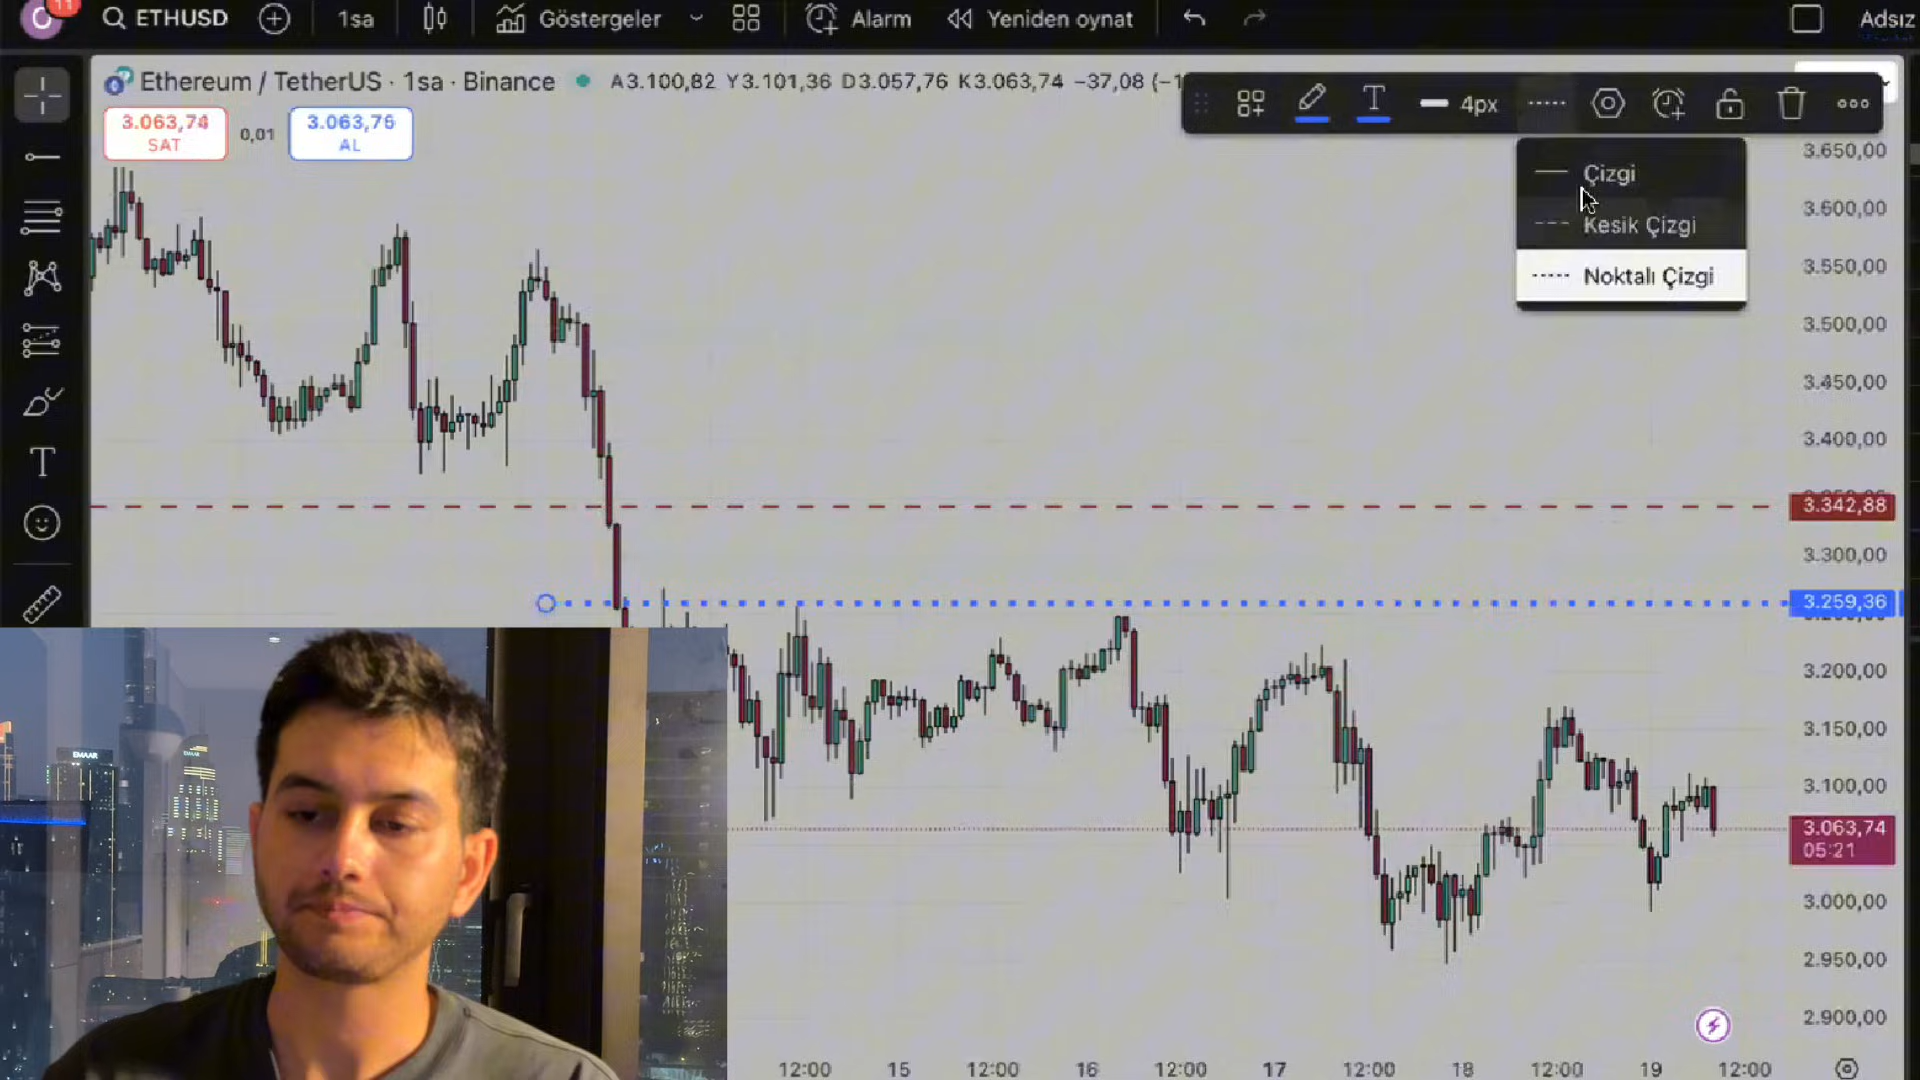 11
ETHUSD
1sa
Göstergeler
Alarm
Yeniden oynat
Adsız
Ethereum / TetherUS · 1sa · Binance
A3.100,82 Y3.101,36 D3.057,76 K3.063,74 −37,08 (−1
3.063,74
SAT
0,01
3.063,75
AL
T
4px
Çizgi
Kesik Çizgi
Noktalı Çizgi
3.650,00
3.600,00
3.550,00
3.500,00
3.450,00
3.400,00
3.342,88
3.300,00
3.259,36
3.200,00
3.150,00
3.100,00
3.063,74
05:21
3.000,00
2.950,00
2.900,00
EMAAR
12:00
15
12:00
16
12:00
17
12:00
18
12:00
19
12:00